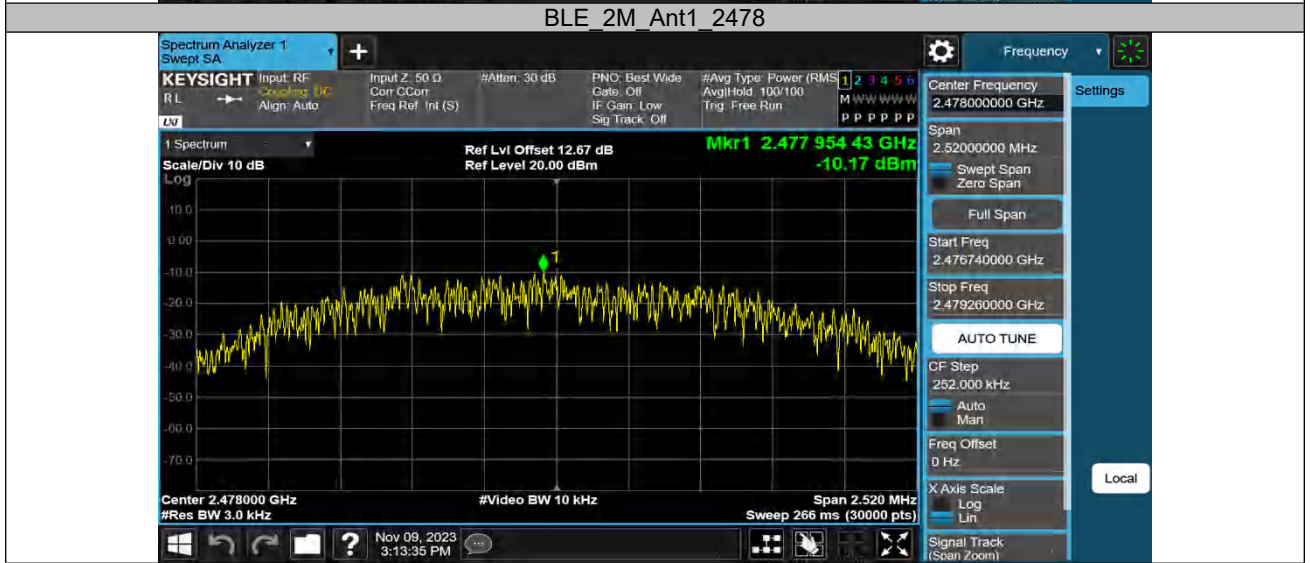 BLE_2M_Ant1_2478
Spectrum Analyzer 1
Swept SA
+
Frequency
KEYSIGHT
RL
LXI
Input: RF
Coupling: DC
Align: Auto
Input Z: 50 Ω
Corr CCorr
Freq Ref: Int (S)
#Atten: 30 dB
PNO: Best Wide
Gate: Off
IF Gain: Low
Sig Track: Off
#Avg Type: Power (RMS
Avg|Hold: 100/100
Trig: Free Run
1 2 3 4 5 6
M W W W W W
P P P P P P
1 Spectrum
Scale/Div 10 dB
Log
Ref Lvl Offset 12.67 dB
Ref Level 20.00 dBm
Mkr1 2.477 954 43 GHz
-10.17 dBm
10.0
0.00
-10.0
-20.0
-30.0
-40.0
-50.0
-60.0
-70.0
1
Center 2.478000 GHz
#Res BW 3.0 kHz
#Video BW 10 kHz
Span 2.520 MHz
Sweep 266 ms (30000 pts)
Center Frequency
2.478000000 GHz
Settings
Span
2.52000000 MHz
Swept Span
Zero Span
Full Span
Start Freq
2.476740000 GHz
Stop Freq
2.479260000 GHz
AUTO TUNE
CF Step
252.000 kHz
Auto
Man
Freq Offset
0 Hz
X Axis Scale
Log
Lin
Local
Signal Track
(Span Zoom)
?
Nov 09, 2023
3:13:35 PM